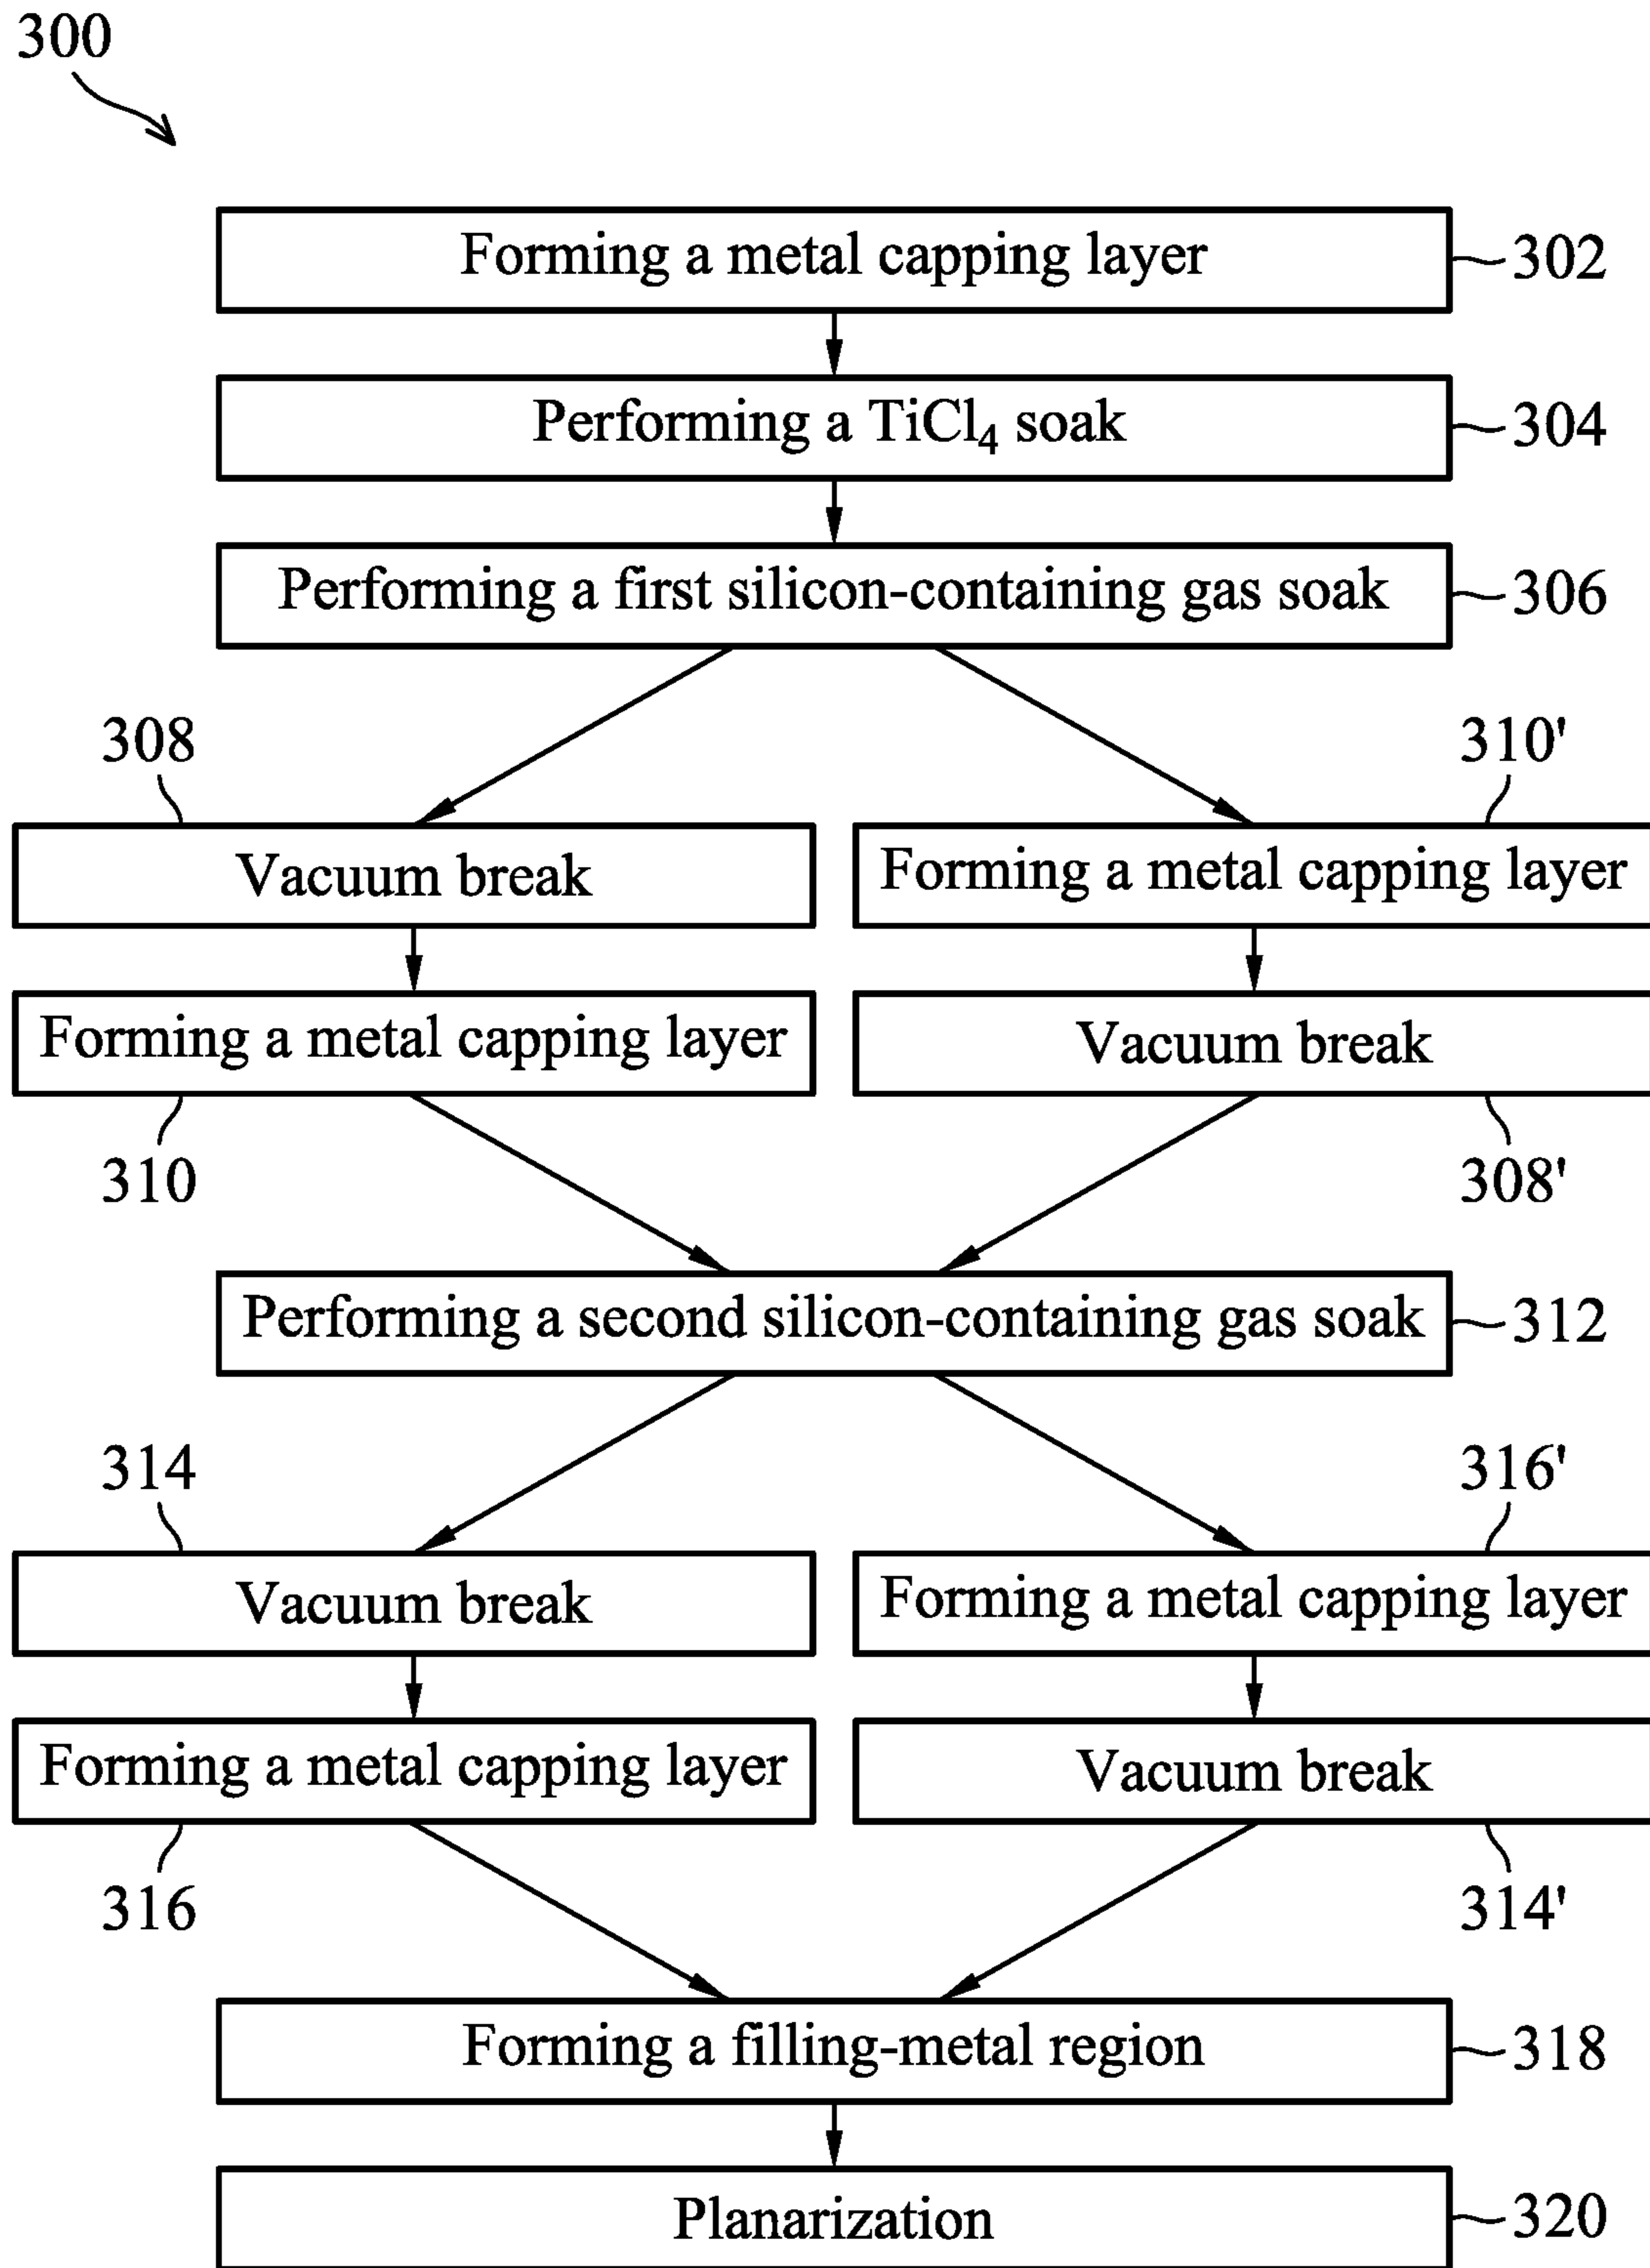 300
Forming a metal capping layer 302
Performing a TiCl₄ soak 304
Performing a first silicon-containing gas soak 306
308 310'
Vacuum break Forming a metal capping layer
Forming a metal capping layer Vacuum break
310 308'
Performing a second silicon-containing gas soak 312
314 316'
Vacuum break Forming a metal capping layer
Forming a metal capping layer Vacuum break
316 314'
Forming a filling-metal region 318
Planarization 320